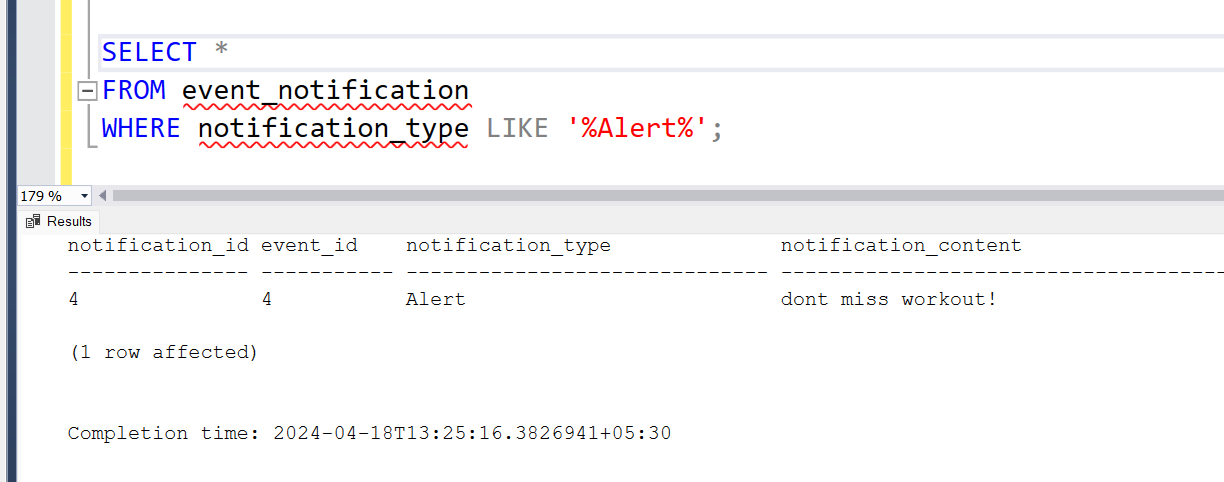 SELECT *
FROM event_notification
WHERE notification_type LIKE '%Alert%';
179 %
Results
notification_id event_id notification_type notification_content
--------------- ----------- ------------------------------ -------------------------------------
4 4 Alert dont miss workout!
(1 row affected)
Completion time: 2024-04-18T13:25:16.3826941+05:30